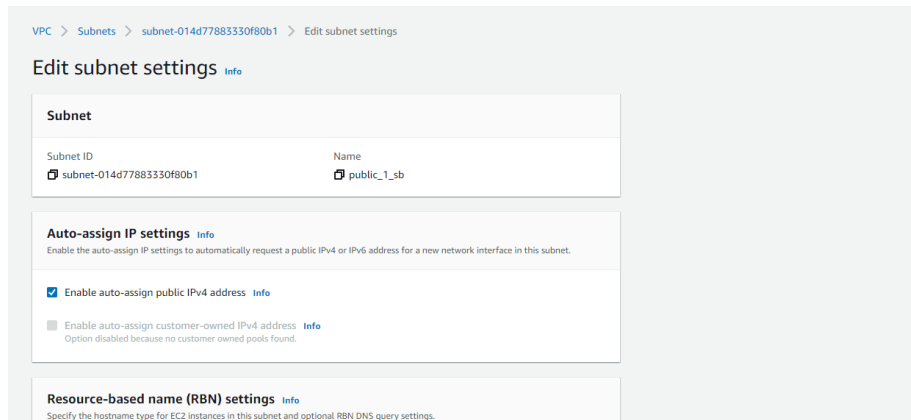 VPC > Subnets > subnet-014d77883330f80b1 > Edit subnet settings
Edit subnet settings Info
Subnet
Subnet ID Name
subnet-014d77883330f80b1 public_1_sb
Auto-assign IP settings Info
Enable the auto-assign IP settings to automatically request a public IPv4 or IPv6 address for a new network interface in this subnet.
Enable auto-assign public IPv4 address Info
Enable auto-assign customer-owned IPv4 address Info
Option disabled because no customer owned pools found.
Resource-based name (RBN) settings Info
Specify the hostname type for EC2 instances in this subnet and optional RBN DNS query settings.